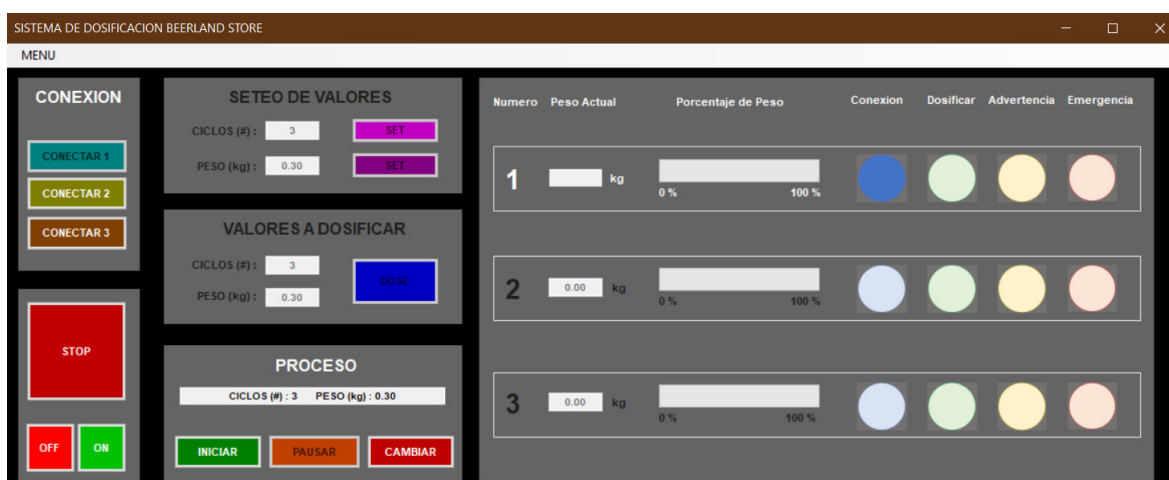 SISTEMA DE DOSIFICACION BEERLAND STORE
MENU
CONEXION
CONECTAR 1
CONECTAR 2
CONECTAR 3
STOP
OFF
ON
SETEO DE VALORES
CICLOS (#) : 3 SET
PESO (kg) : 0.30 SET
VALORES A DOSIFICAR
CICLOS (#) : 3
DOSE
PESO (kg) : 0.30
PROCESO
CICLOS (#) : 3 PESO (kg) : 0.30
INICIAR PAUSAR CAMBIAR
Numero Peso Actual Porcentaje de Peso Conexion Dosificar Advertencia Emergencia
1 kg
0 % 100 %
2 0.00 kg
0 % 100 %
3 0.00 kg
0 % 100 %